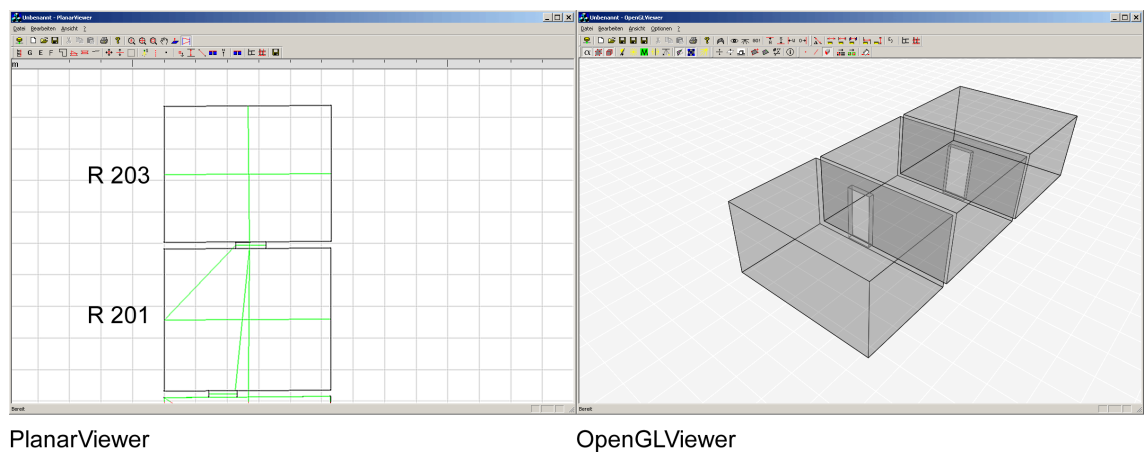 Unbenannt - PlanarViewer
Datei Bearbeiten Ansicht ?
G E F
m
R 203
R 201
Bereit
PlanarViewer
Unbenannt - OpenGLViewer
Datei Bearbeiten Ansicht Optionen ?
Bereit
OpenGLViewer